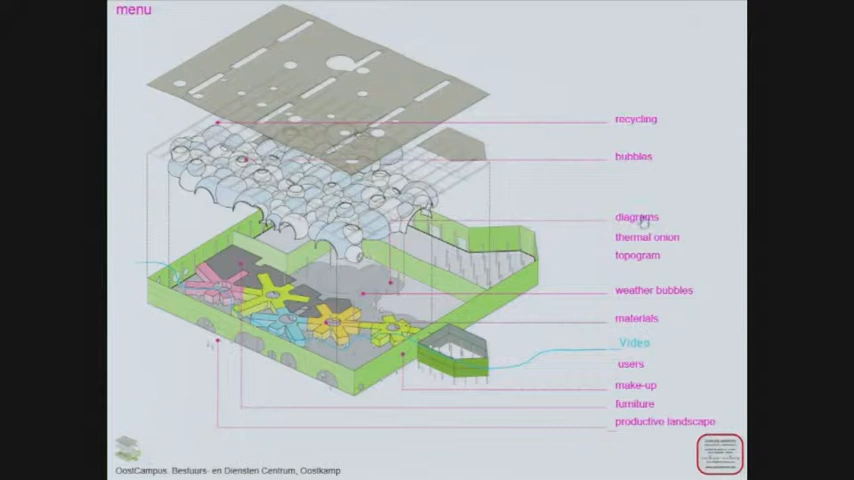 menu
recycling
bubbles
diagrams
thermal onion
topogram
weather bubbles
materials
Video
users
make-up
furniture
productive landscape
OostCampus. Bestuurs- en Diensten Centrum, Oostkamp